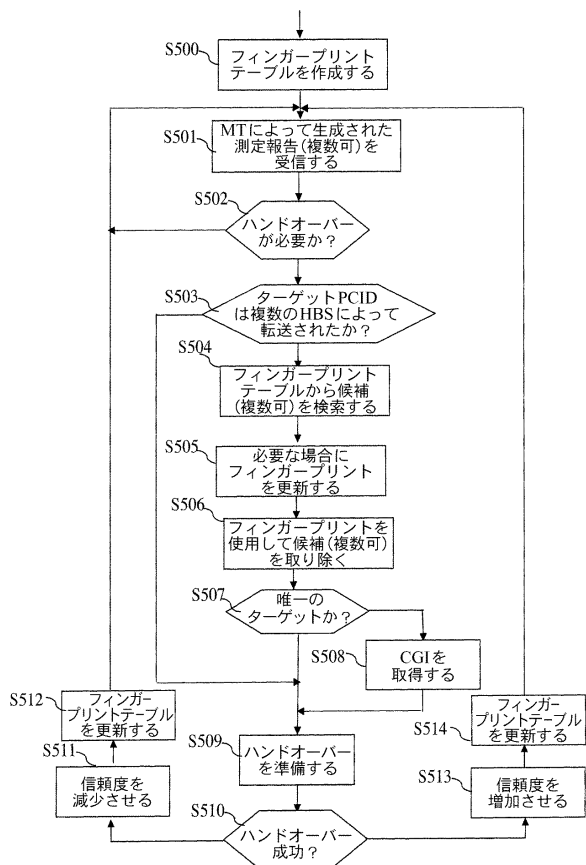 S500
フィンガープリント
テーブルを作成する
S501
MTによって生成された
測定報告(複数可)を
受信する
S502
ハンドオーバー
が必要か？
S503
ターゲットPCID
は複数のHBSによって
転送されたか？
S504
フィンガープリント
テーブルから候補
(複数可)を検索する
S505
必要な場合に
フィンガープリント
を更新する
S506
フィンガープリントを
使用して候補(複数可)
を取り除く
S507
唯一の
ターゲットか？
S508
CGIを
取得する
S509
ハンドオーバー
を準備する
S510
ハンドオーバー
成功？
S511
信頼度を
減少させる
S512
フィンガー
プリントテーブル
を更新する
S513
信頼度を
増加させる
S514
フィンガー
プリントテーブル
を更新する